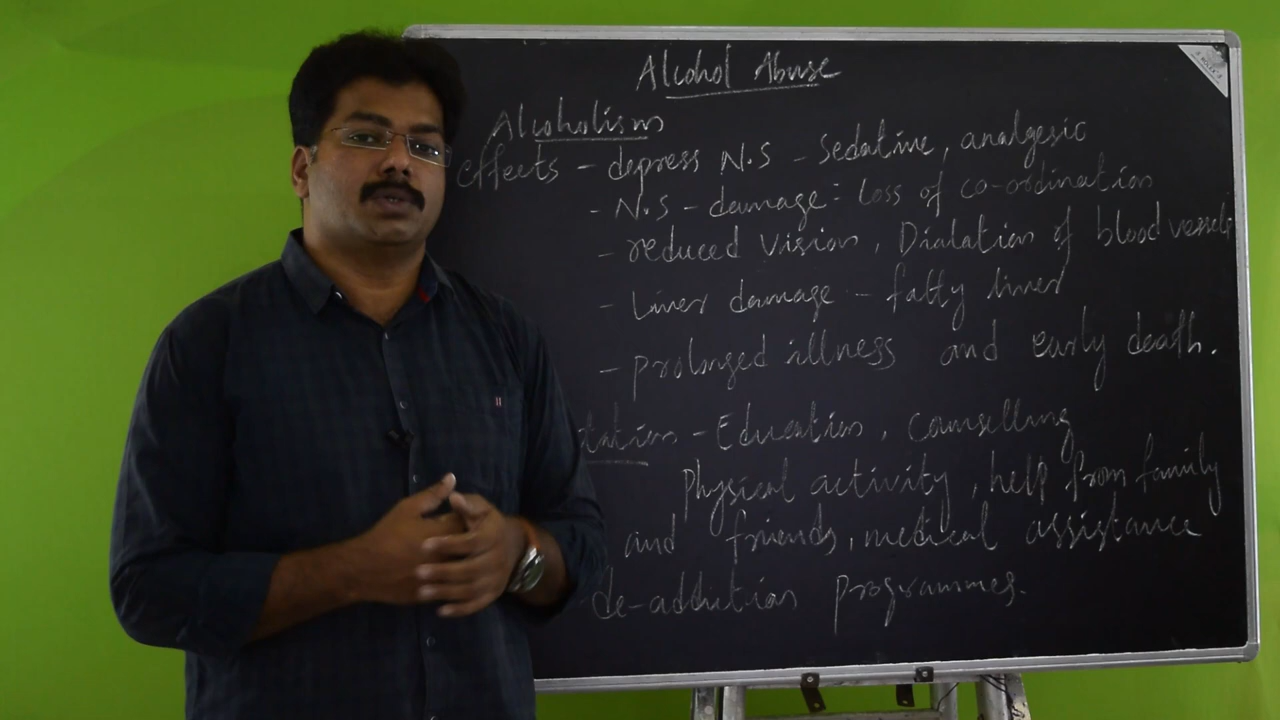 Alcohol Abuse
Alcoholism
effects - depress N.S - Sedative, analgesic
- N.S - damage: loss of co-ordination
- reduced vision, Dialation of blood vessels
- Liver damage - fatty liver
- prolonged illness and early death.
tation - Education, counselling
Physical activity, help from family
and friends, medical assistance
de-addiction programmes.